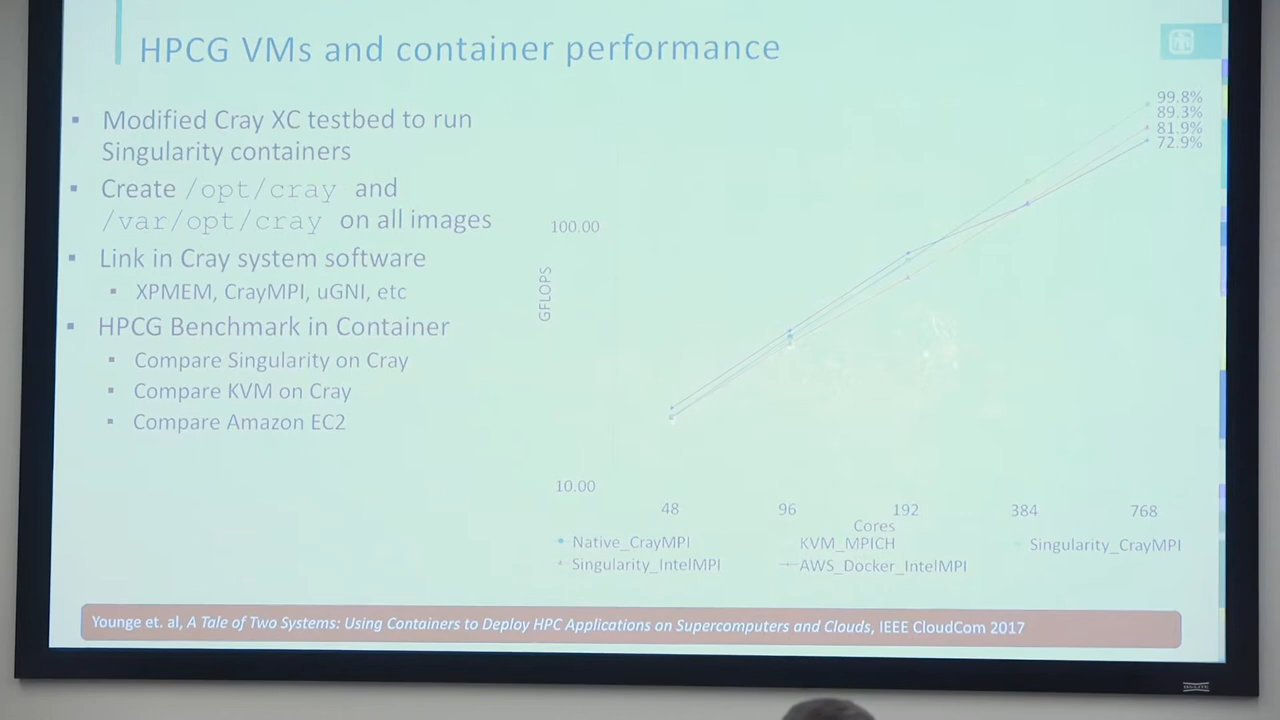 HPCG VMs and container performance
▪ Modified Cray XC testbed to run
Singularity containers
▪ Create /opt/cray and
/var/opt/cray on all images
▪ Link in Cray system software
▪ XPMEM, CrayMPI, uGNI, etc
▪ HPCG Benchmark in Container
▪ Compare Singularity on Cray
▪ Compare KVM on Cray
▪ Compare Amazon EC2
99.8%
89.3%
81.9%
72.9%
100.00
GFLOPS
10.00
48 96 192 384 768
Cores
Native_CrayMPI KVM_MPICH Singularity_CrayMPI
Singularity_IntelMPI AWS_Docker_IntelMPI
Younge et. al, A Tale of Two Systems: Using Containers to Deploy HPC Applications on Supercomputers and Clouds, IEEE CloudCom 2017